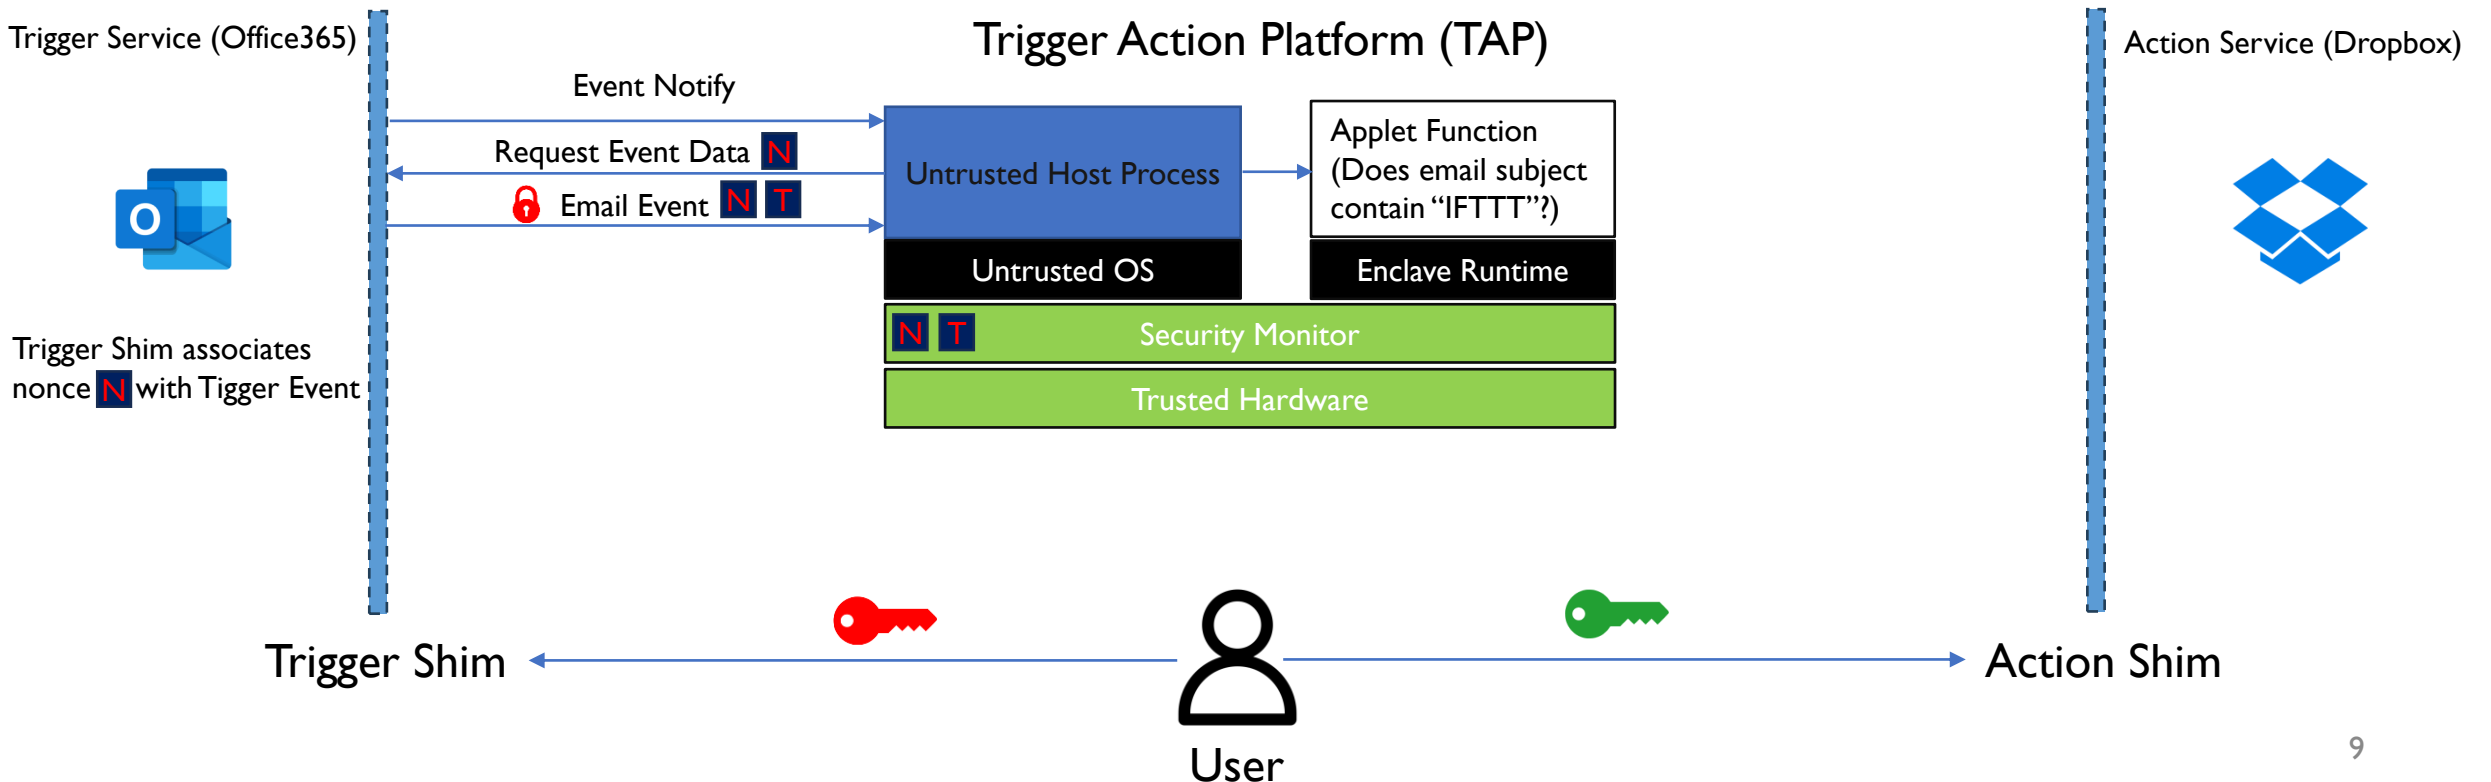 Trigger Service (Office365)
Trigger Action Platform (TAP)
Action Service (Dropbox)
Event Notify
Request Event Data N
Email Event N T
Untrusted Host Process
Applet Function
(Does email subject
contain “IFTTT”?)
O
Untrusted OS
Enclave Runtime
N T Security Monitor
Trusted Hardware
Trigger Shim associates
nonce N with Tigger Event
Trigger Shim
Action Shim
User
9